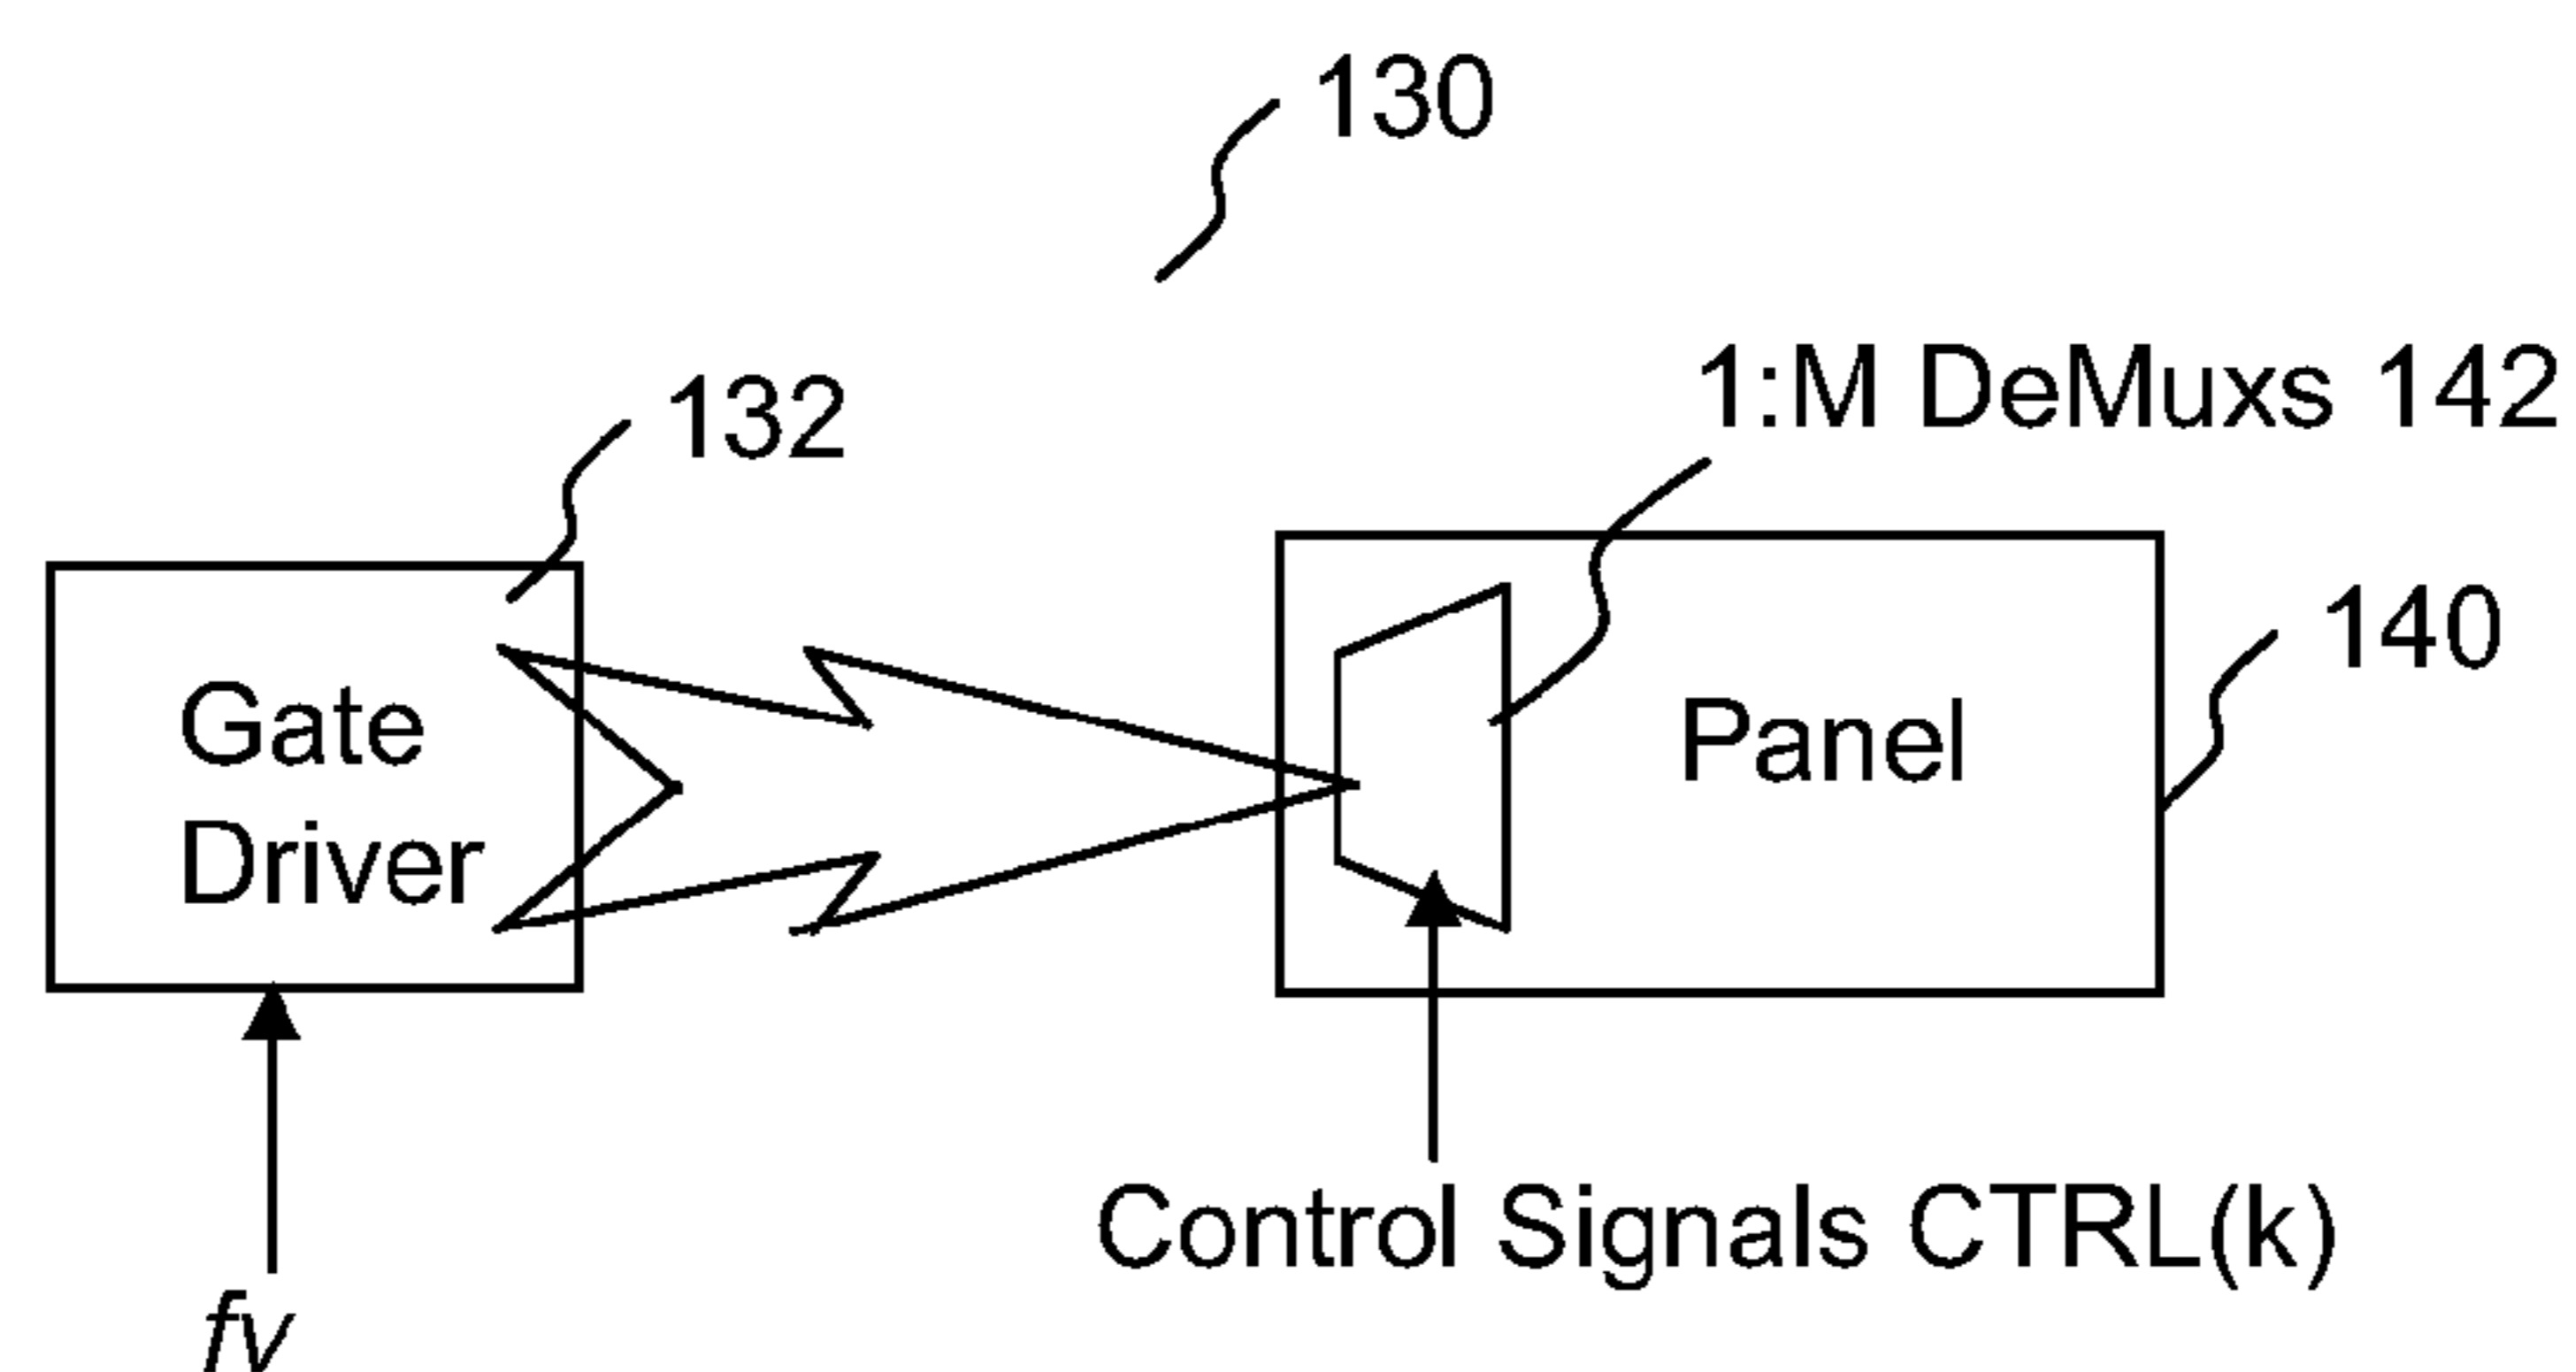 130
132
1:M DeMuxs 142
140
Gate
Driver
Panel
Control Signals CTRL(k)
fv